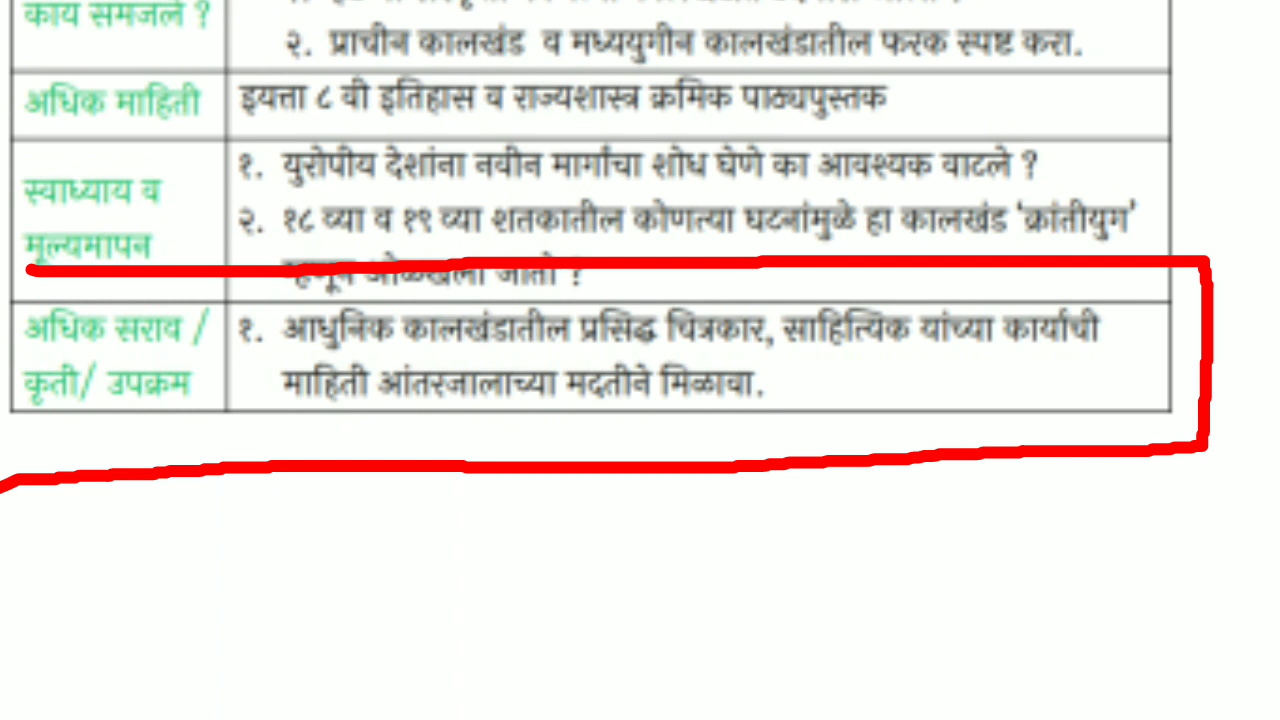 काय समजले ?
२. प्राचीन कालखंड व मध्ययुगीन कालखंडातील फरक स्पष्ट करा.
अधिक माहिती
इयत्ता ८ वी इतिहास व राज्यशास्त्र क्रमिक पाठ्यपुस्तक
स्वाध्याय व
मूल्यमापन
१. युरोपीय देशांना नवीन मार्गांचा शोध घेणे का आवश्यक वाटले ?
२. १८ व्या व १९ व्या शतकातील कोणत्या घटनांमुळे हा कालखंड 'क्रांतीयुग'
म्हणून ओळखला जातो ?
अधिक सराव /
कृती/ उपक्रम
१. आधुनिक कालखंडातील प्रसिद्ध चित्रकार, साहित्यिक यांच्या कार्याची
माहिती आंतरजालाच्या मदतीने मिळावा.